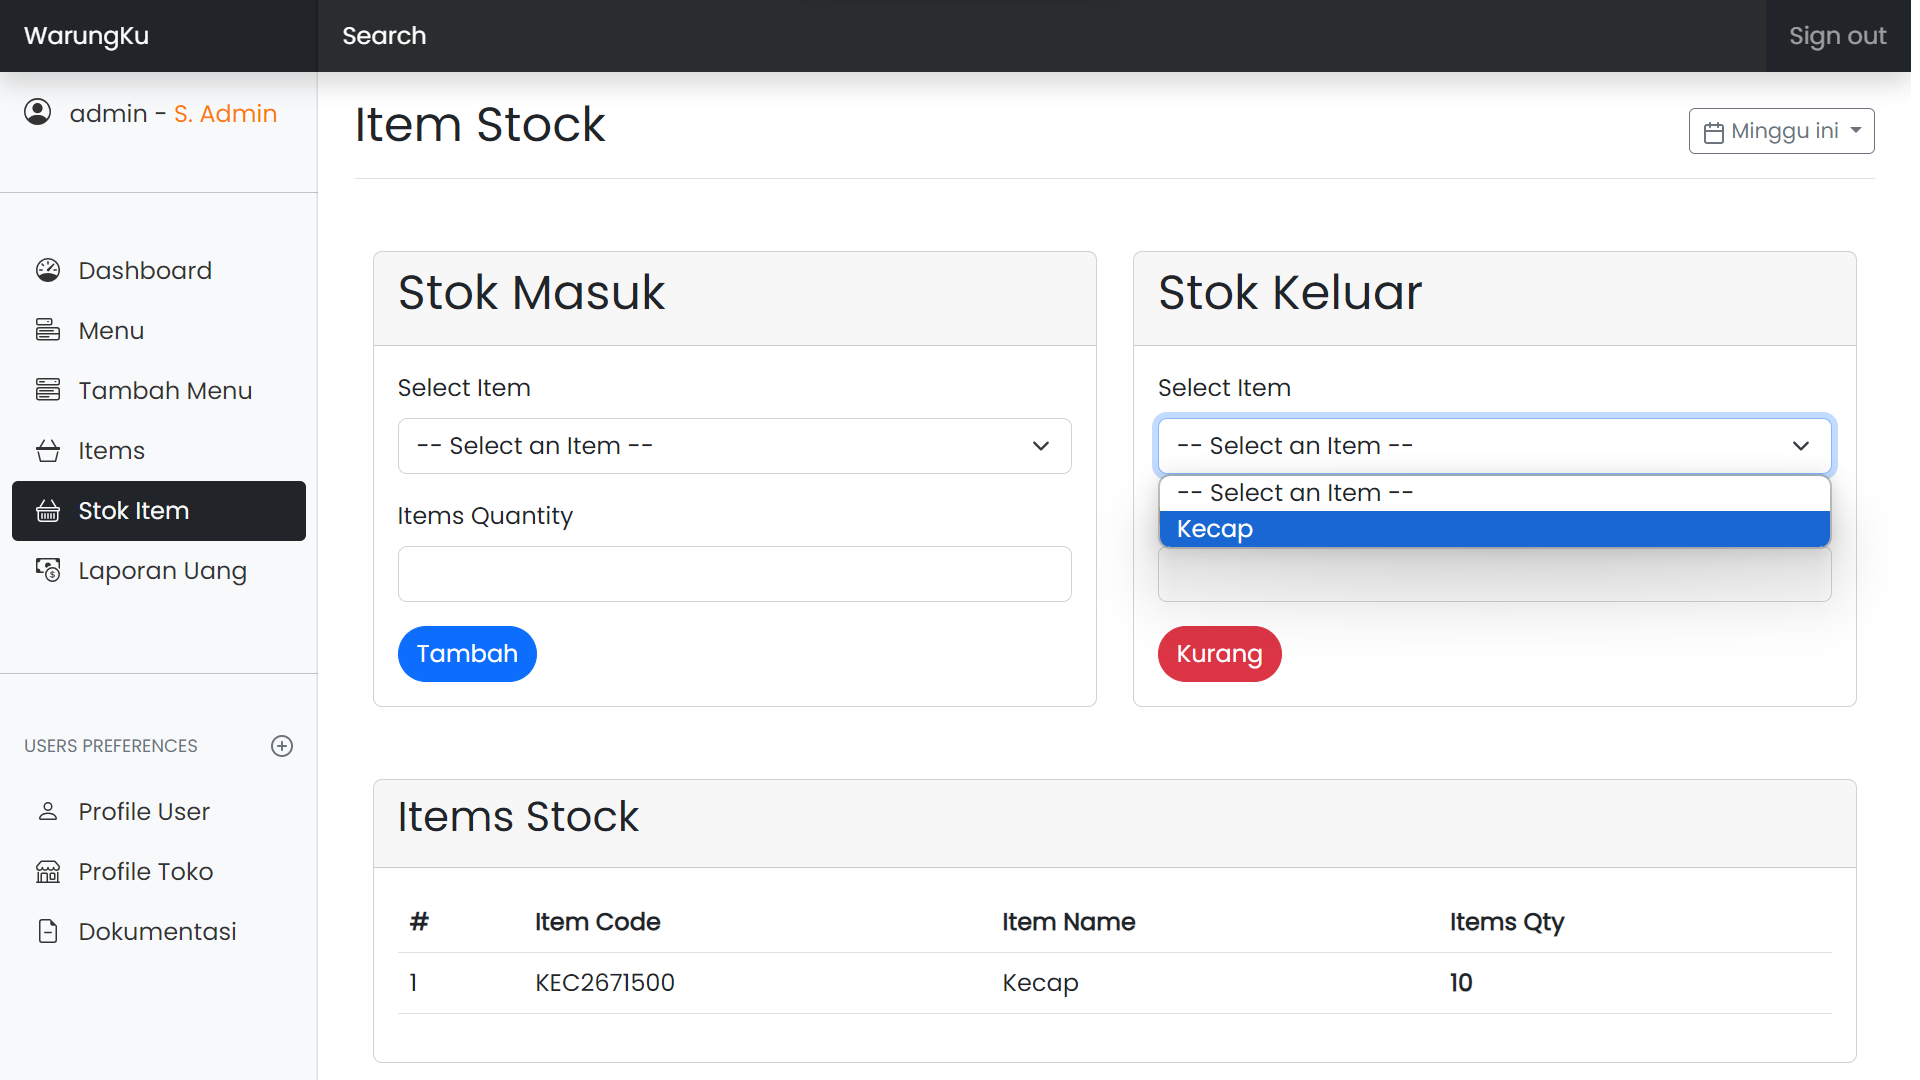 WarungKu
Search
Sign out
admin - S. Admin
Dashboard
Menu
Tambah Menu
Items
Stok Item
Laporan Uang
USERS PREFERENCES
Profile User
Profile Toko
Dokumentasi
Item Stock
Minggu ini
Stok Masuk
Select Item
-- Select an Item --
Items Quantity
Tambah
Stok Keluar
Select Item
-- Select an Item --
-- Select an Item --
Kecap
Kurang
Items Stock
# Item Code Item Name Items Qty
1 KEC2671500 Kecap 10